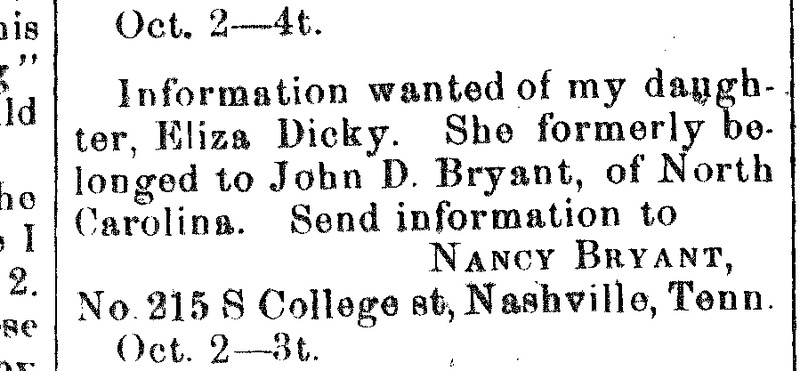 Oct. 2—4t.
Information wanted of my daugh-
ter, Eliza Dicky. She formerly be-
longed to John D. Bryant, of North
Carolina. Send information to
NANCY BRYANT,
No. 215 S College st, Nashville, Tenn.
Oct. 2—3t.